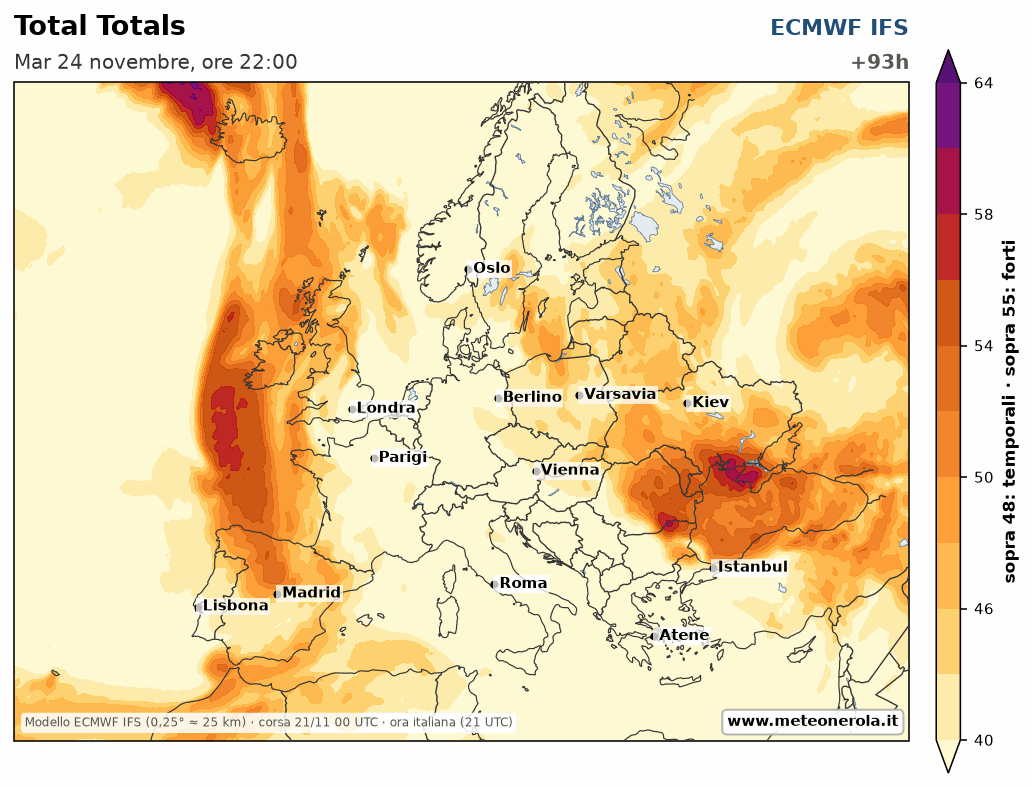 Total Totals
ECMWF IFS
Mar 24 novembre, ore 22:00
+93h
64
58
54
50
46
40
sopra 48: temporali · sopra 55: forti
Oslo
Londra
Berlino
Varsavia
Kiev
Parigi
Vienna
Istanbul
Roma
Madrid
Lisbona
Atene
Modello ECMWF IFS (0,25° ≈ 25 km) · corsa 21/11 00 UTC · ora italiana (21 UTC)
www.meteonerola.it